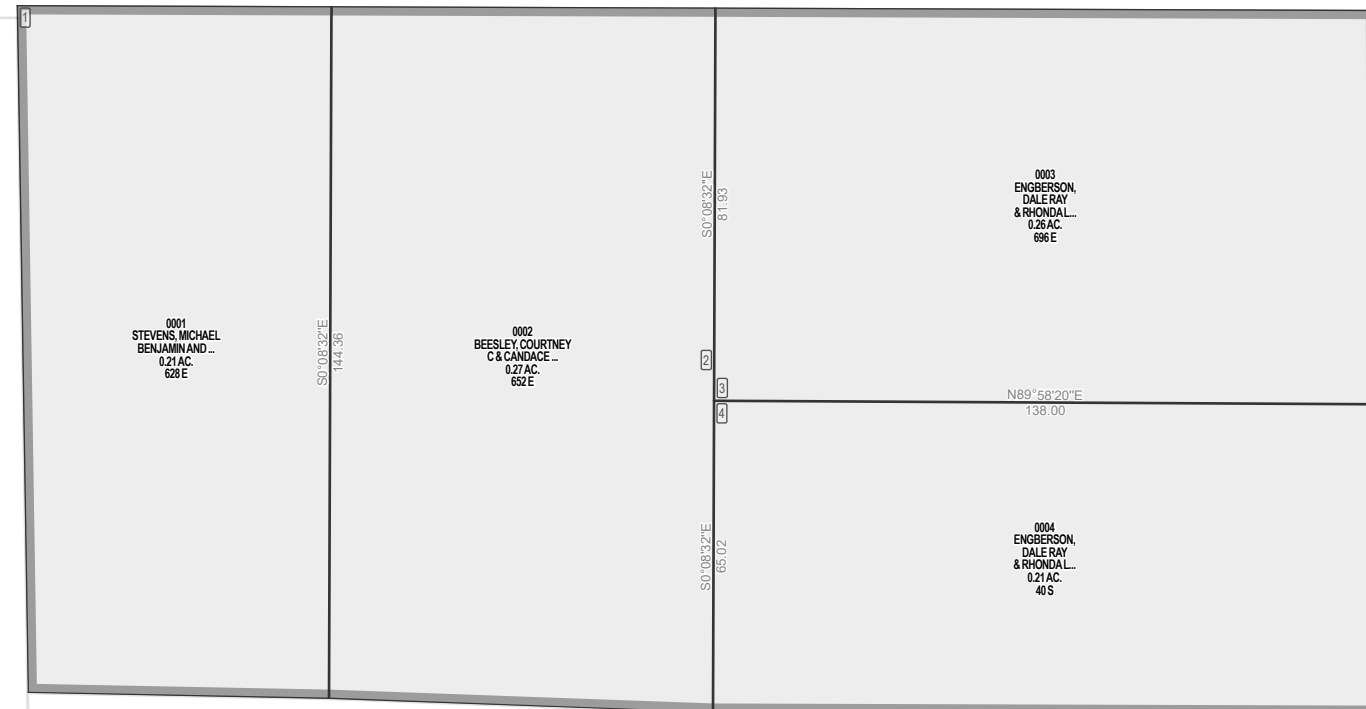 1
0001
STEVENS, MICHAEL
BENJAMIN AND ...
0.21 AC.
628 E
S0°08'32"E
144.36
0002
BEESLEY, COURTNEY
C & CANDACE ...
0.27 AC.
652 E
S0°08'32"E
81.93
2
3
4
0003
ENGBERSON,
DALE RAY
& RHONDA L...
0.26 AC.
696 E
N89°58'20"E
138.00
S0°08'32"E
65.02
0004
ENGBERSON,
DALE RAY
& RHONDA L...
0.21 AC.
40 S